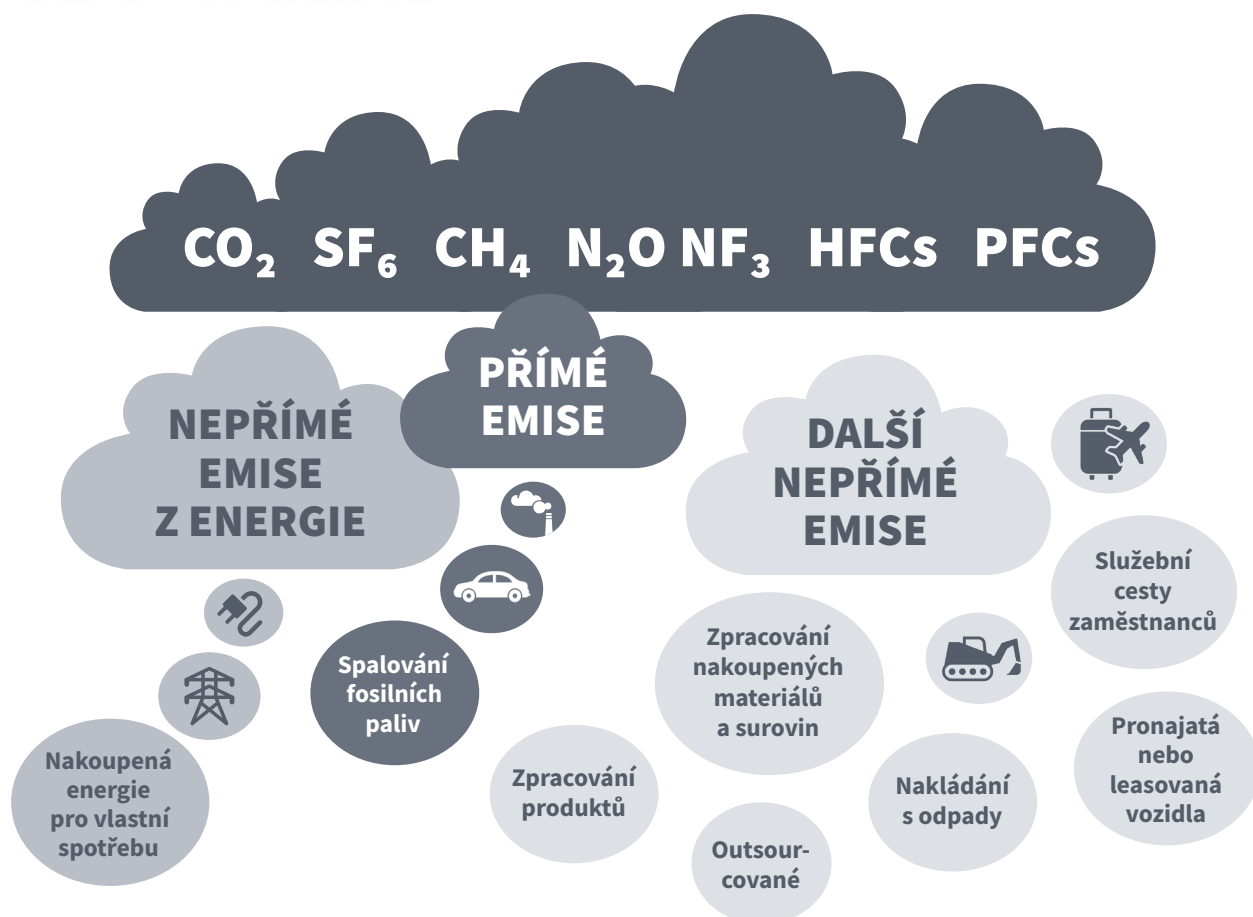 CO₂ SF₆ CH₄ N₂O NF₃ HFCs PFCs
PŘÍMÉ
EMISE
NEPŘÍMÉ
EMISE
Z ENERGIE
DALŠÍ
NEPŘÍMÉ
EMISE
Služební
cesty
zaměstnanců
Spalování
fosilních
paliv
Zpracování
nakoupených
materiálů
a surovin
Nakoupená
energie
pro vlastní
spotřebu
Zpracování
produktů
Nakládání
s odpady
Pronajatá
nebo
leasovaná
vozidla
Outsour-
cované